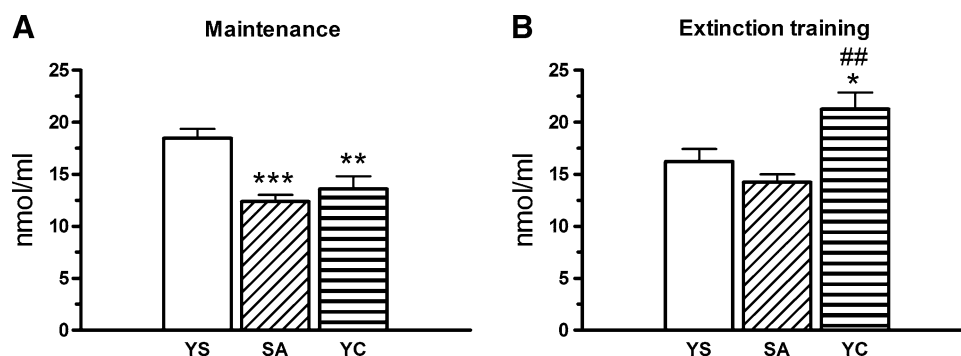 A Maintenance
25
20
15
10
5
0
nmol/ml
***
**
YS SA YC
B Extinction training
25
20
15
10
5
0
nmol/ml
##
*
YS SA YC